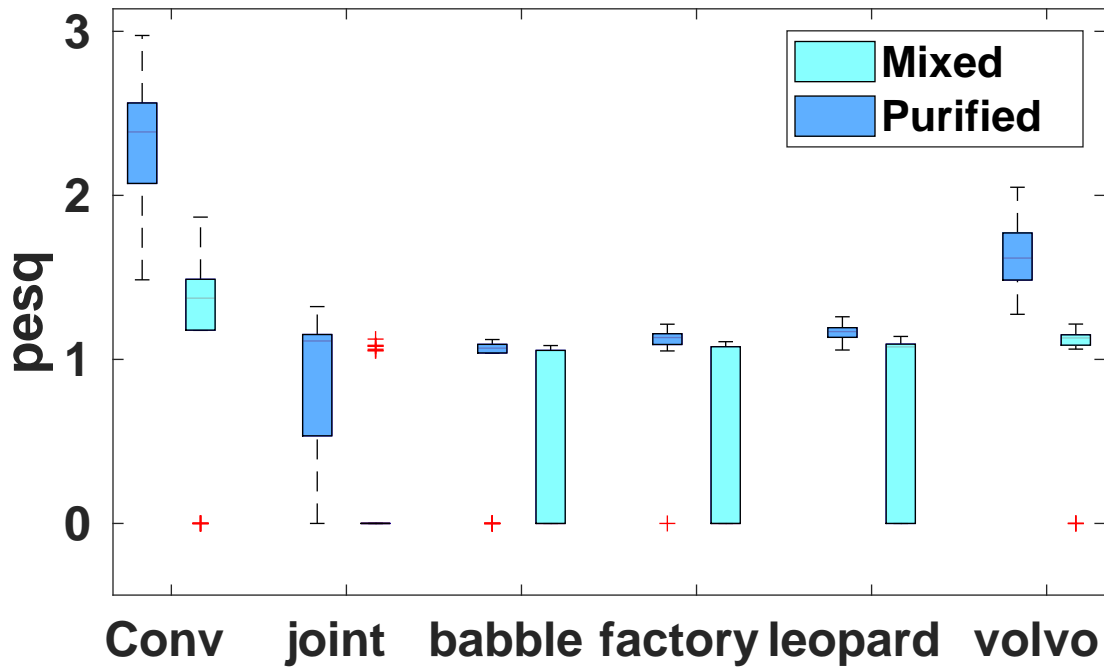 Mixed
Purified
pesq
3
2
1
0
Conv joint babble factory leopard volvo